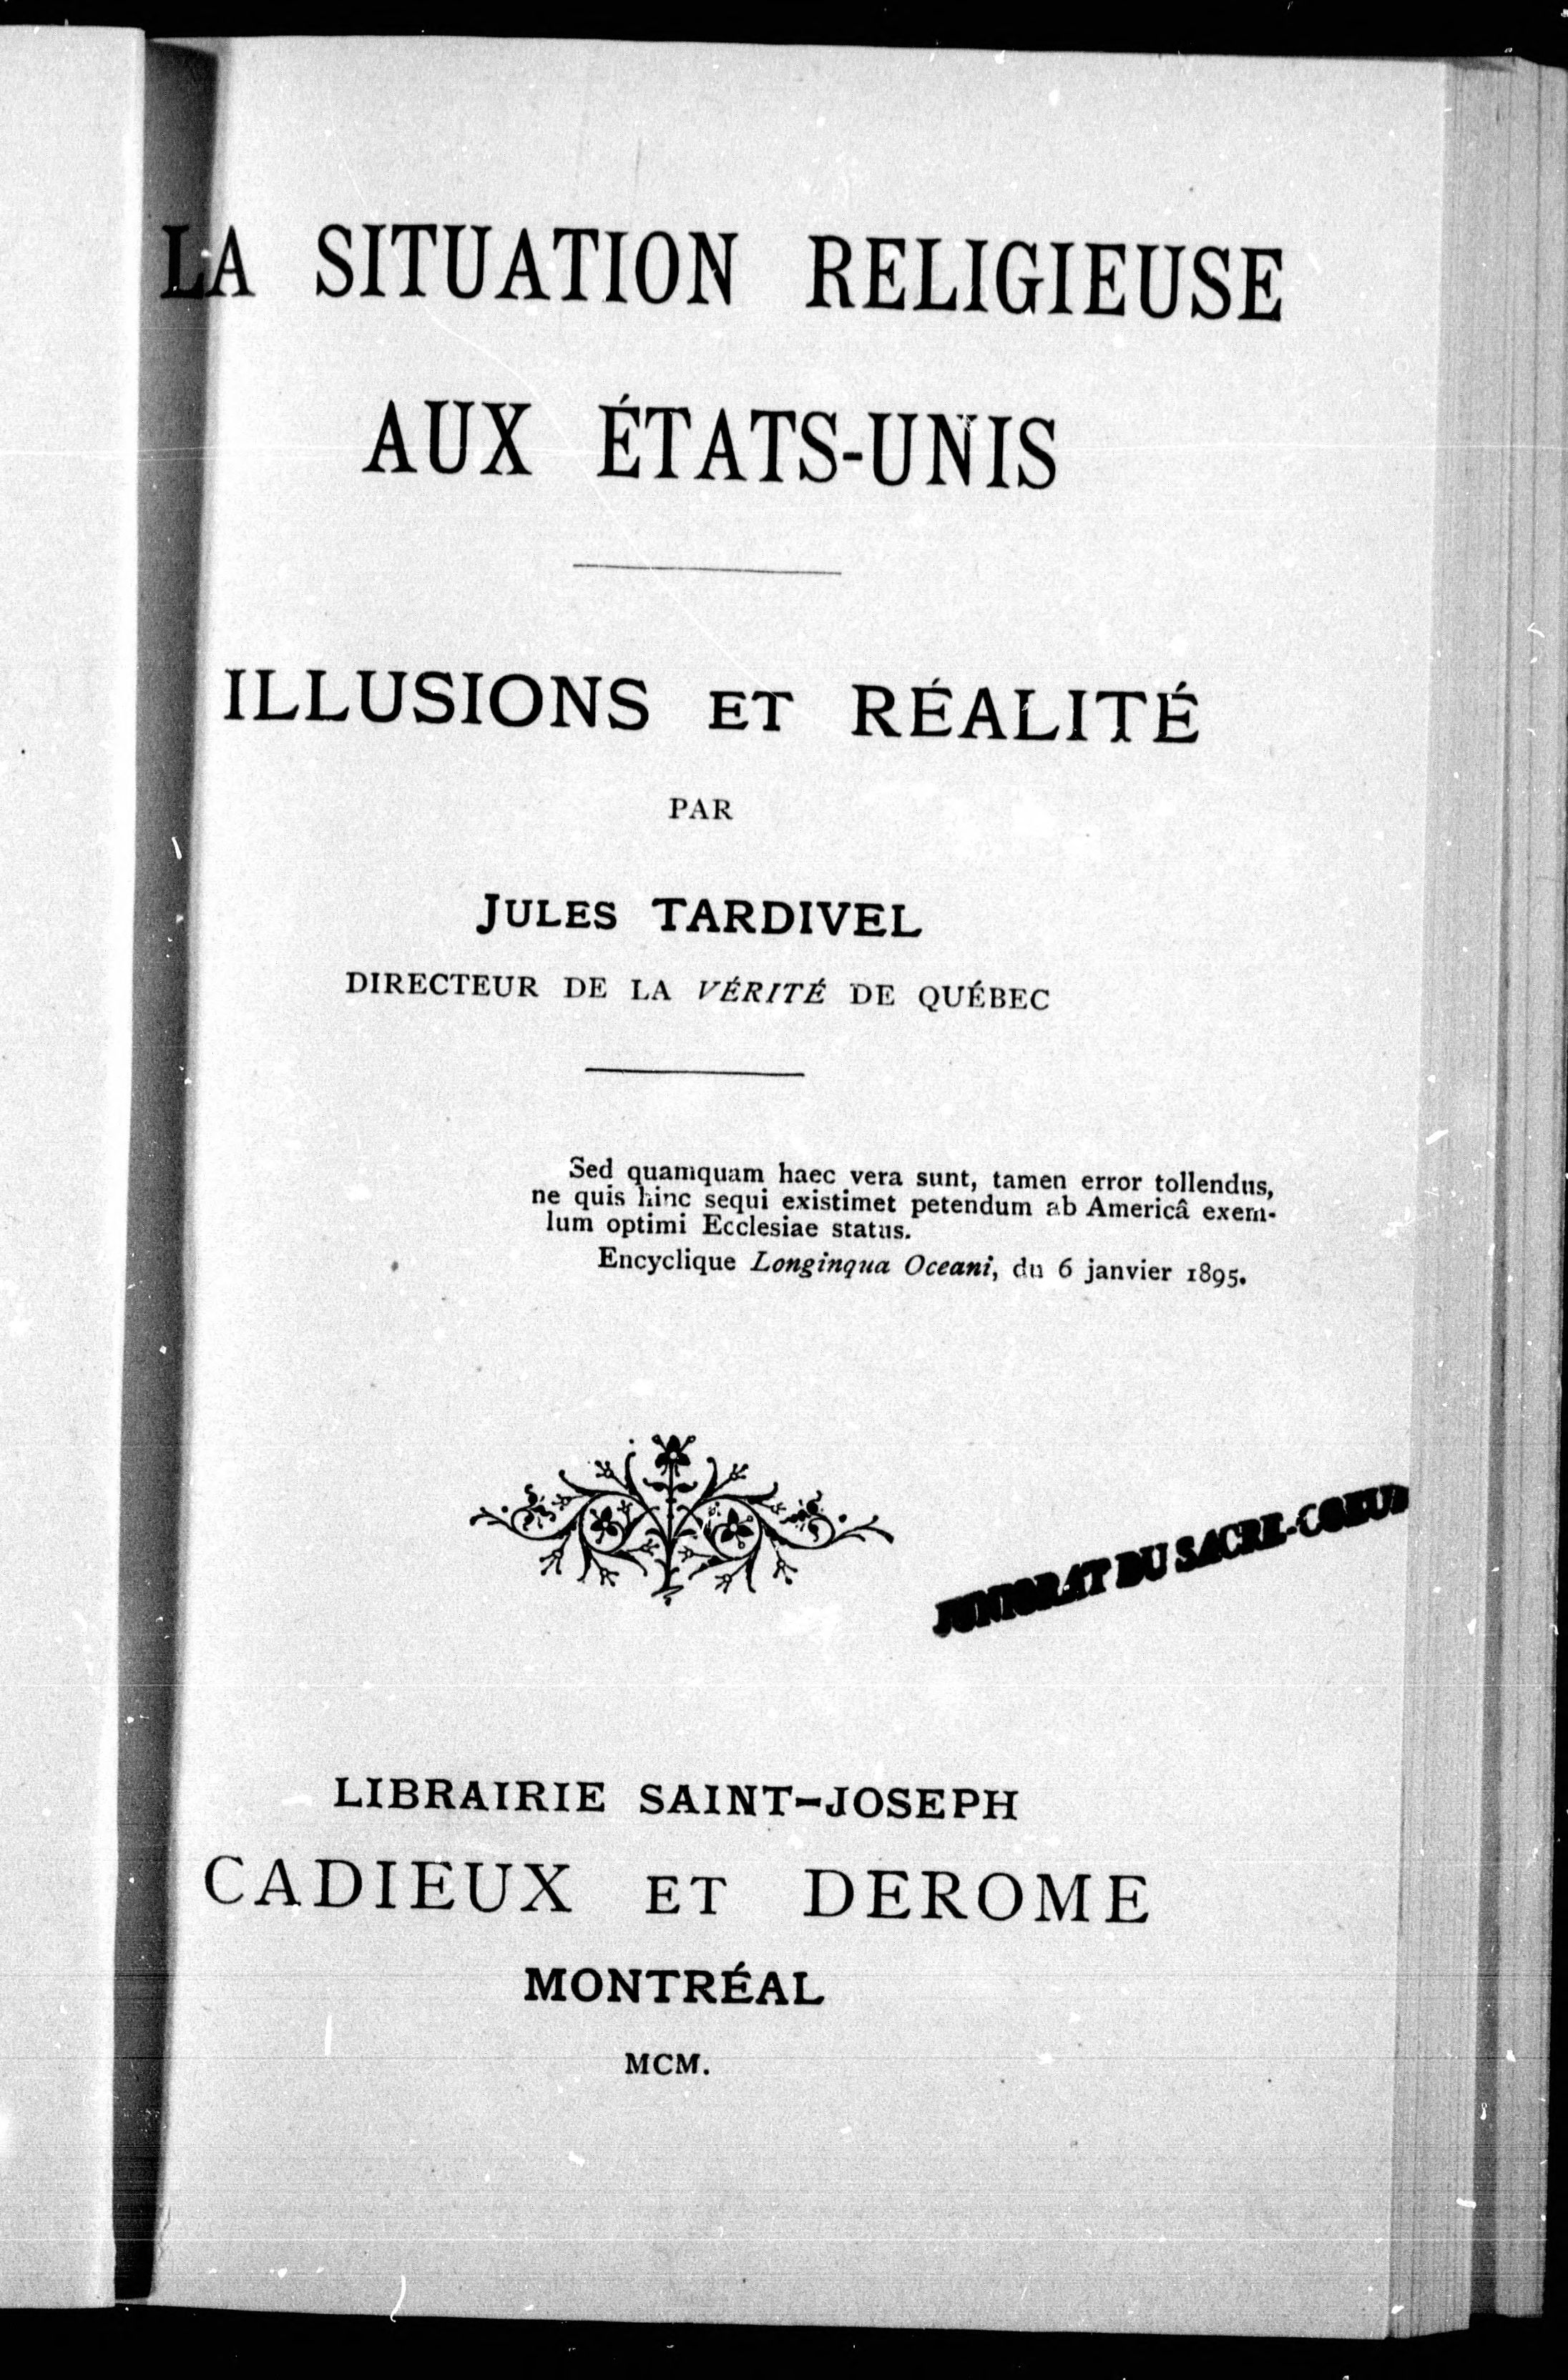 LA SITUATION RELIGIEUSE
AUX ÉTATS-UNIS
ILLUSIONS ET RÉALITÉ
PAR
JULES TARDIVEL
DIRECTEUR DE LA VÉRITÉ DE QUÉBEC
Sed quamquam haec vera sunt, tamen error tollendus,
ne quis hinc sequi existimet petendum ab Americâ exem-
lum optimi Ecclesiae status.
Encyclique Longinqua Oceani, du 6 janvier 1895.
JUNIORAT DU SACRE-COEUR
LIBRAIRIE SAINT-JOSEPH
CADIEUX ET DEROME
MONTRÉAL
MCM.